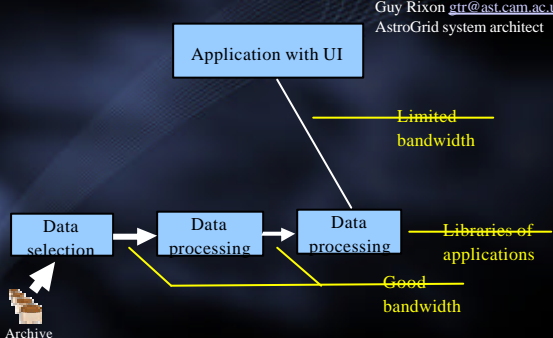 Guy Rixon gtr@ast.cam.ac.u
AstroGrid system architect
Application with UI
Limited
bandwidth
Data
selection
Data
processing
Data
processing
Libraries of
applications
Good
bandwidth
Archive